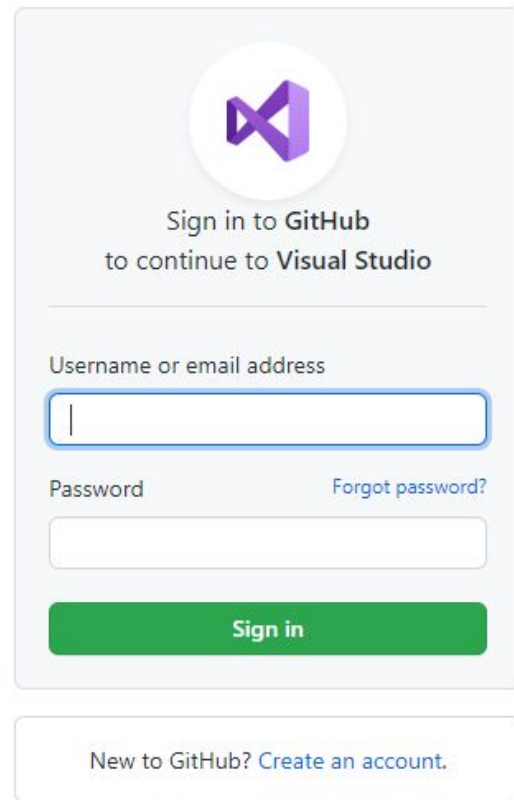 Sign in to GitHub
to continue to Visual Studio
Username or email address
Password Forgot password?
Sign in
New to GitHub? Create an account.